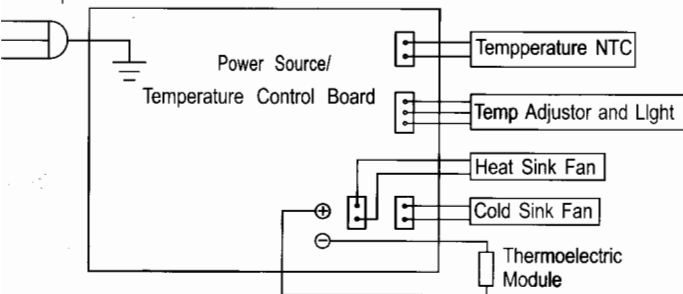 Power Source/
Temperature Control Board
Tempperature NTC
Temp Adjustor and LIght
Heat Sink Fan
Cold Sink Fan
+
−
Thermoelectric
Module